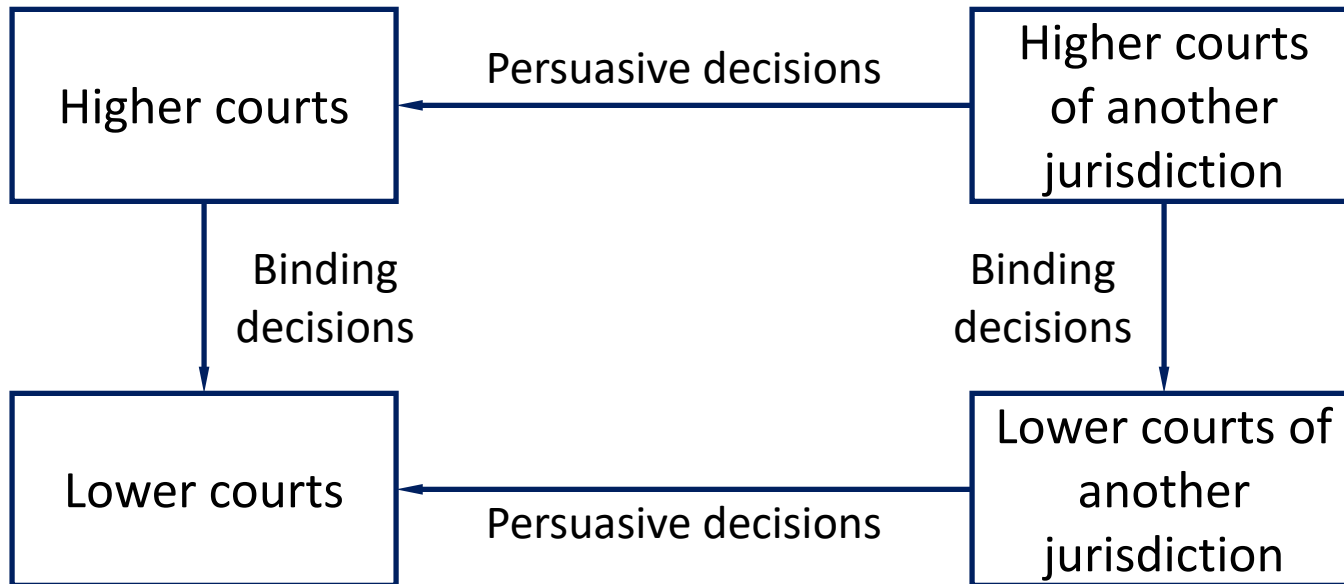 Higher courts
Persuasive decisions
Higher courts
of another
jurisdiction
Binding
decisions
Binding
decisions
Lower courts
Persuasive decisions
Lower courts of
another
jurisdiction